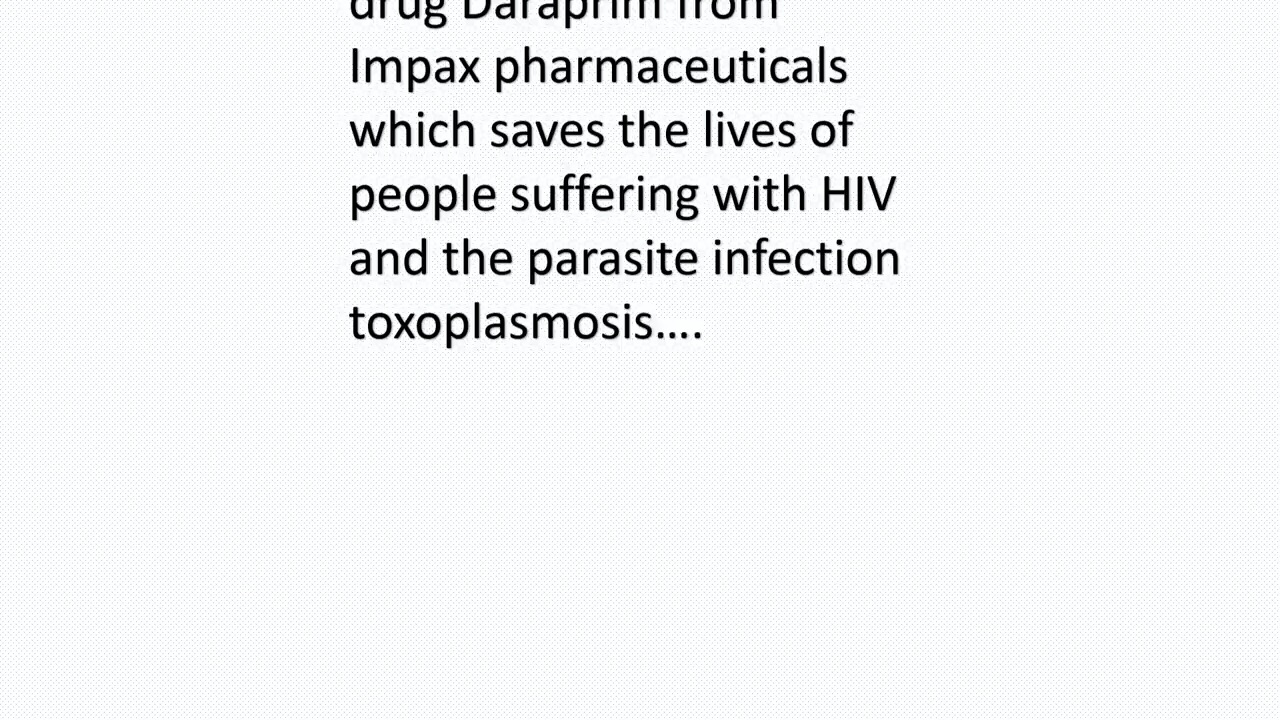 drug Daraprim from
Impax pharmaceuticals
which saves the lives of
people suffering with HIV
and the parasite infection
toxoplasmosis....